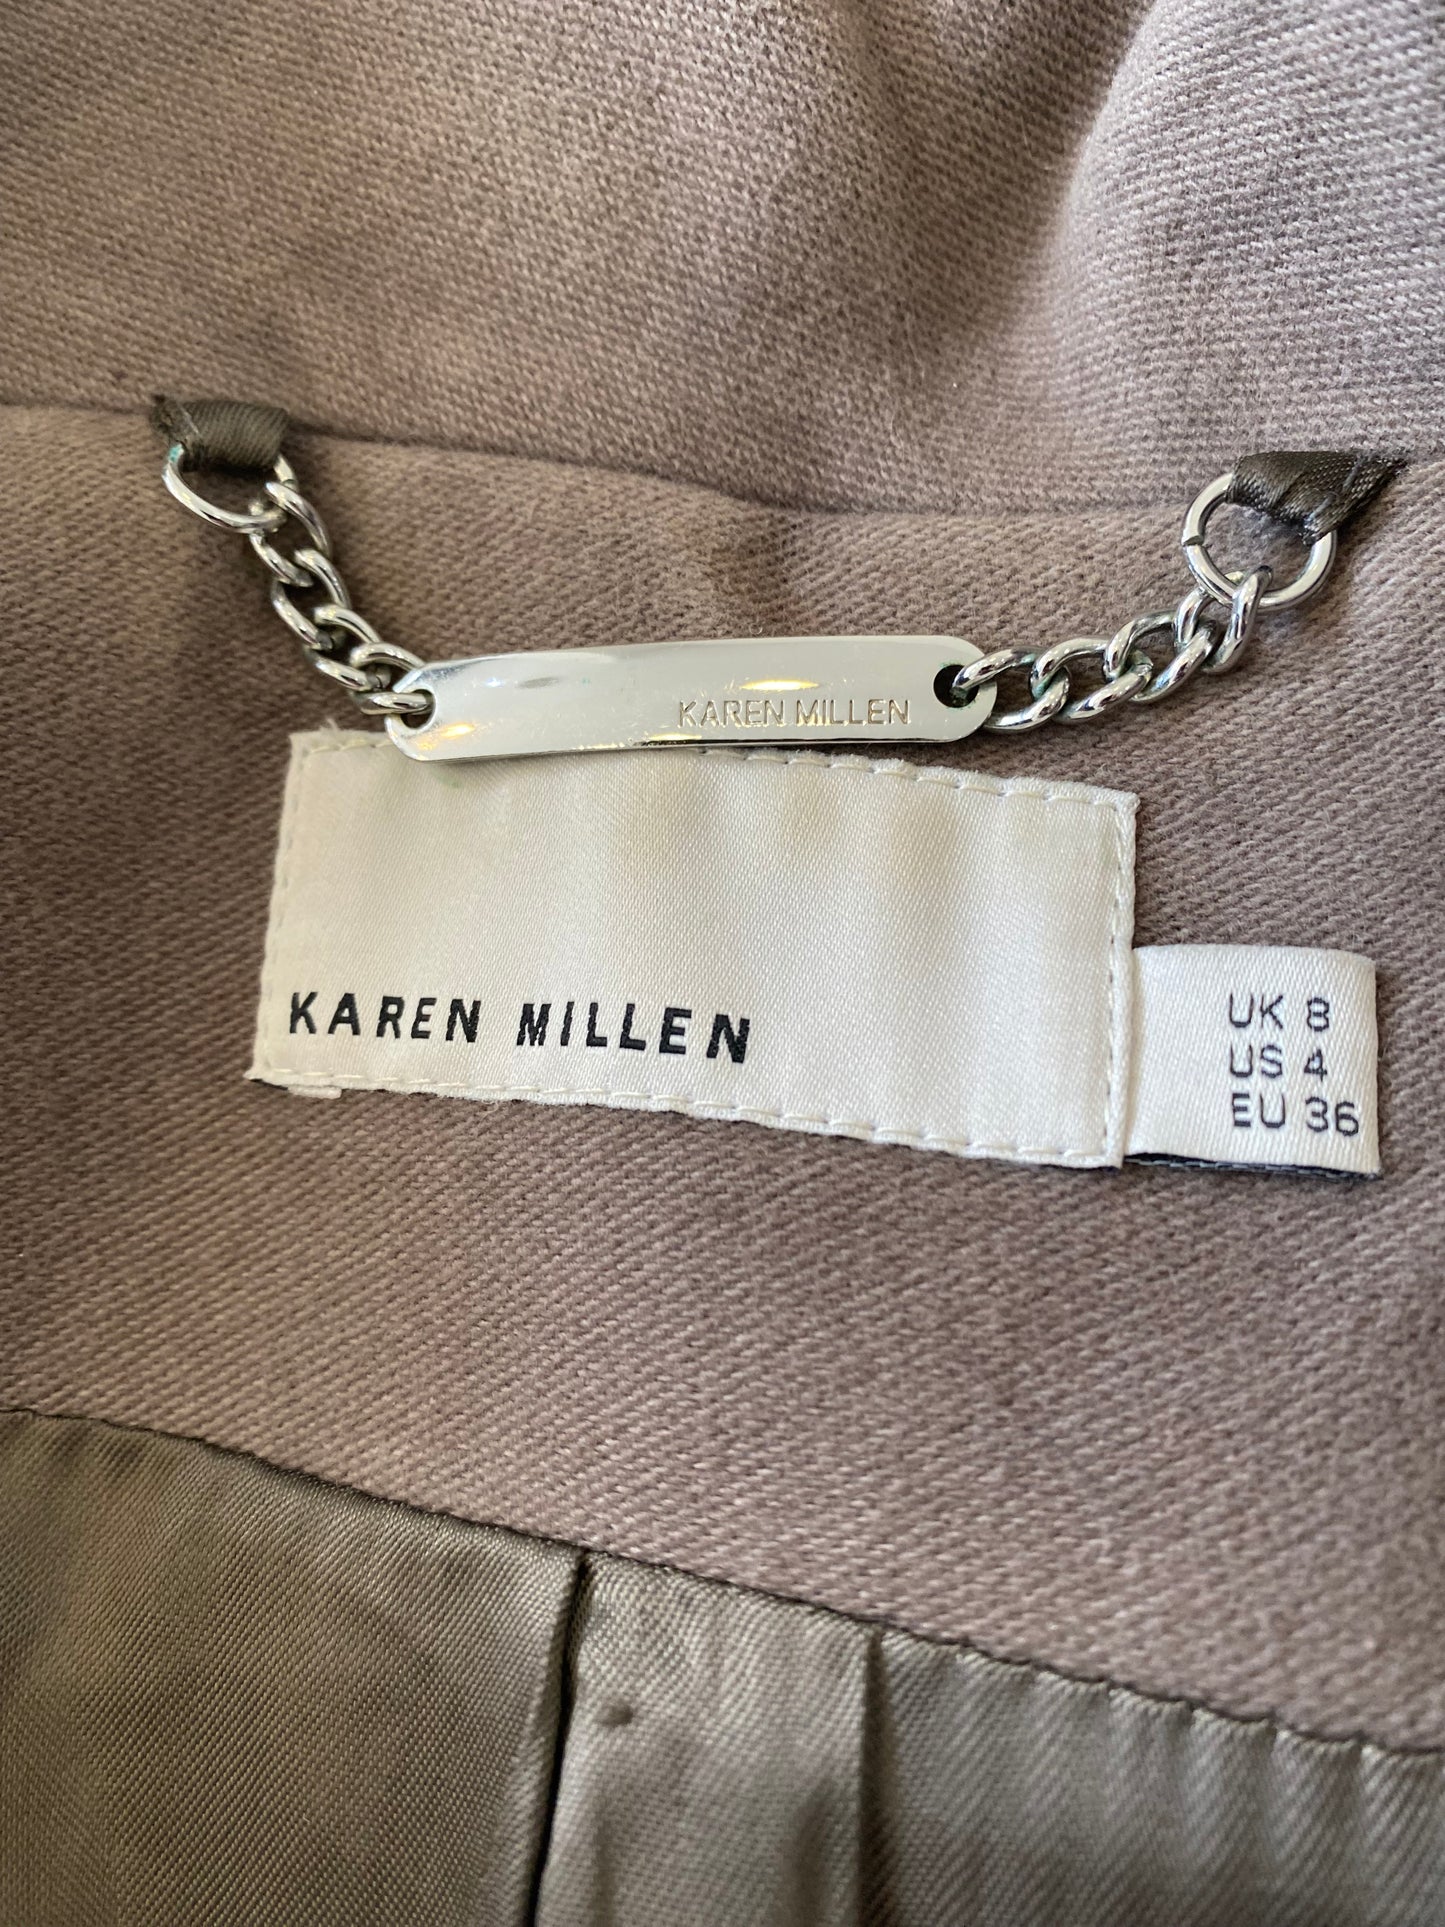 KAREN MILLEN
KAREN MILLEN
UK 8
US 4
EU 36